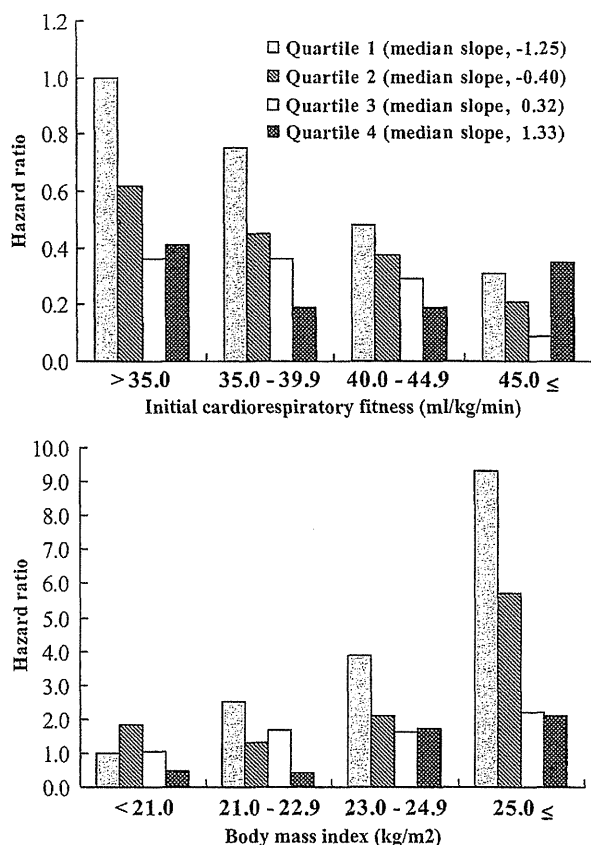 1.2
1.0
0.8
0.6
0.4
0.2
0.0
Hazard ratio
Quartile 1 (median slope, -1.25)
Quartile 2 (median slope, -0.40)
Quartile 3 (median slope, 0.32)
Quartile 4 (median slope, 1.33)
>35.0 35.0-39.9 40.0-44.9 45.0 ≤
Initial cardiorespiratory fitness (ml/kg/min)
10.0
9.0
8.0
7.0
6.0
5.0
4.0
3.0
2.0
1.0
0.0
Hazard ratio
<21.0 21.0-22.9 23.0-24.9 25.0 ≤
Body mass index (kg/m2)